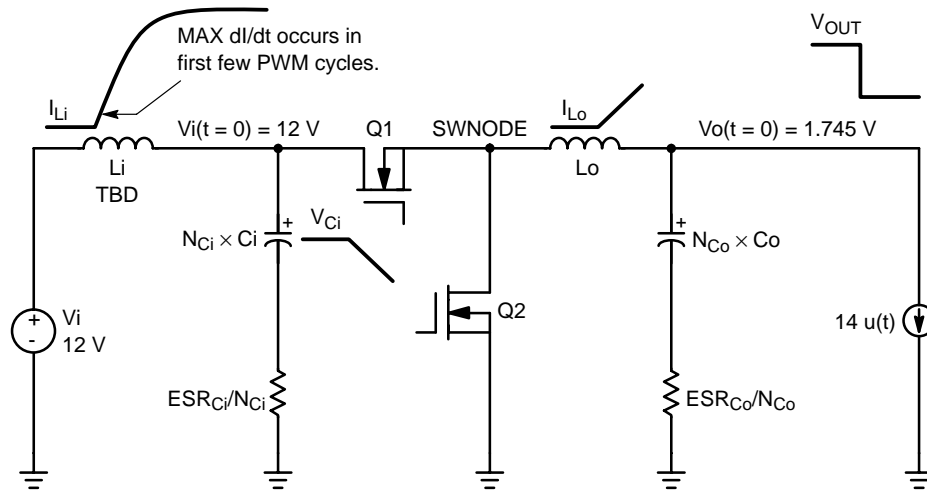 MAX dI/dt occurs in
first few PWM cycles.
V_OUT
I_Li
Vi(t = 0) = 12 V
Q1
SWNODE
I_Lo
Vo(t = 0) = 1.745 V
Li
TBD
Lo
V_Ci
+
N_Ci × Ci
+
N_Co × Co
Q2
+
-
Vi
12 V
14 u(t)
ESR_Ci/N_Ci
ESR_Co/N_Co